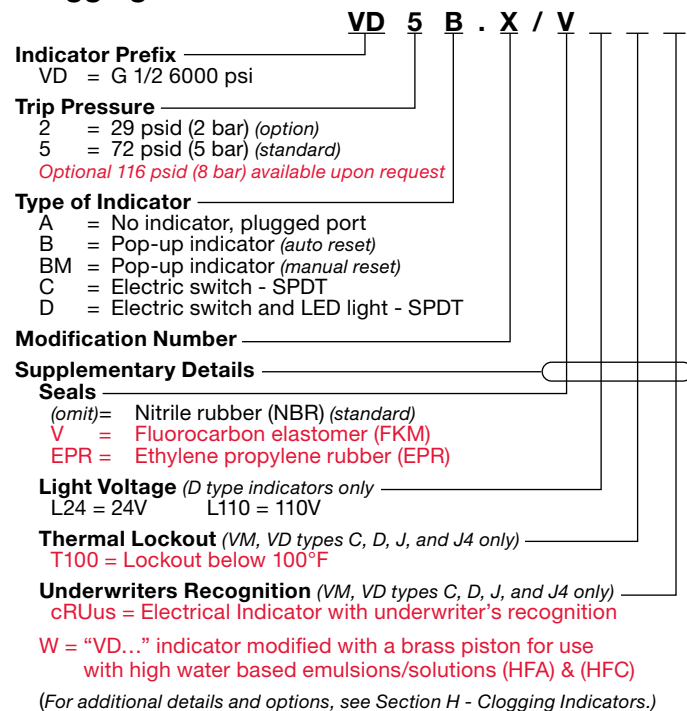 VD 5 B . X / V _ _ _
Indicator Prefix
VD = G 1/2 6000 psi
Trip Pressure
2 = 29 psid (2 bar) (option)
5 = 72 psid (5 bar) (standard)
Optional 116 psid (8 bar) available upon request
Type of Indicator
A = No indicator, plugged port
B = Pop-up indicator (auto reset)
BM = Pop-up indicator (manual reset)
C = Electric switch - SPDT
D = Electric switch and LED light - SPDT
Modification Number
Supplementary Details
Seals
(omit)= Nitrile rubber (NBR) (standard)
V = Fluorocarbon elastomer (FKM)
EPR = Ethylene propylene rubber (EPR)
Light Voltage (D type indicators only
L24 = 24V L110 = 110V
Thermal Lockout (VM, VD types C, D, J, and J4 only)
T100 = Lockout below 100°F
Underwriters Recognition (VM, VD types C, D, J, and J4 only)
cRUus = Electrical Indicator with underwriter's recognition
W = “VD…” indicator modified with a brass piston for use
with high water based emulsions/solutions (HFA) & (HFC)
(For additional details and options, see Section H - Clogging Indicators.)